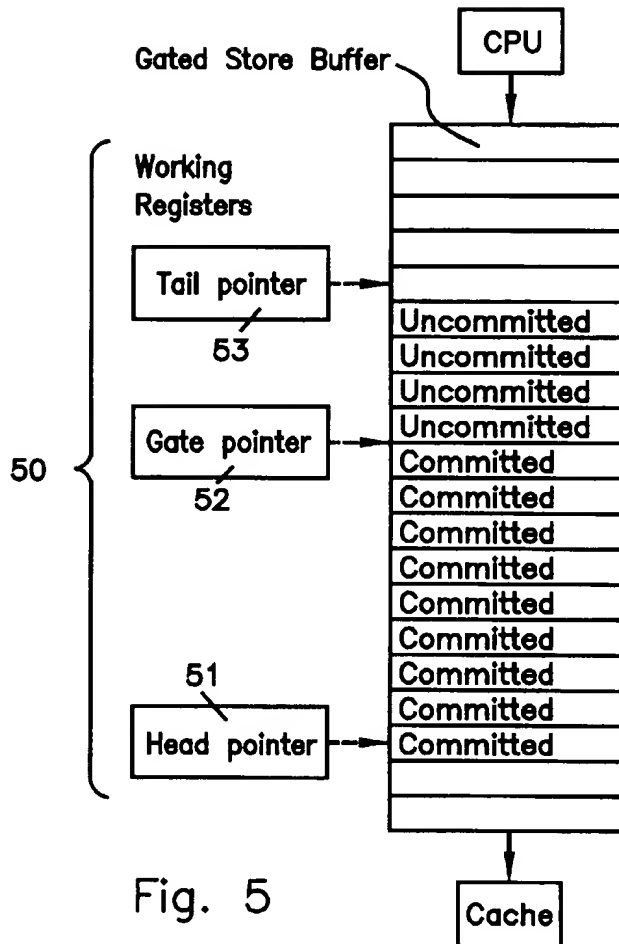 CPU
Gated Store Buffer
Working
Registers
Tail pointer
53
Uncommitted
Uncommitted
Uncommitted
Uncommitted
Gate pointer
52
50
Committed
Committed
Committed
Committed
Committed
Committed
Committed
Committed
51
Head pointer
Committed
Fig. 5
Cache